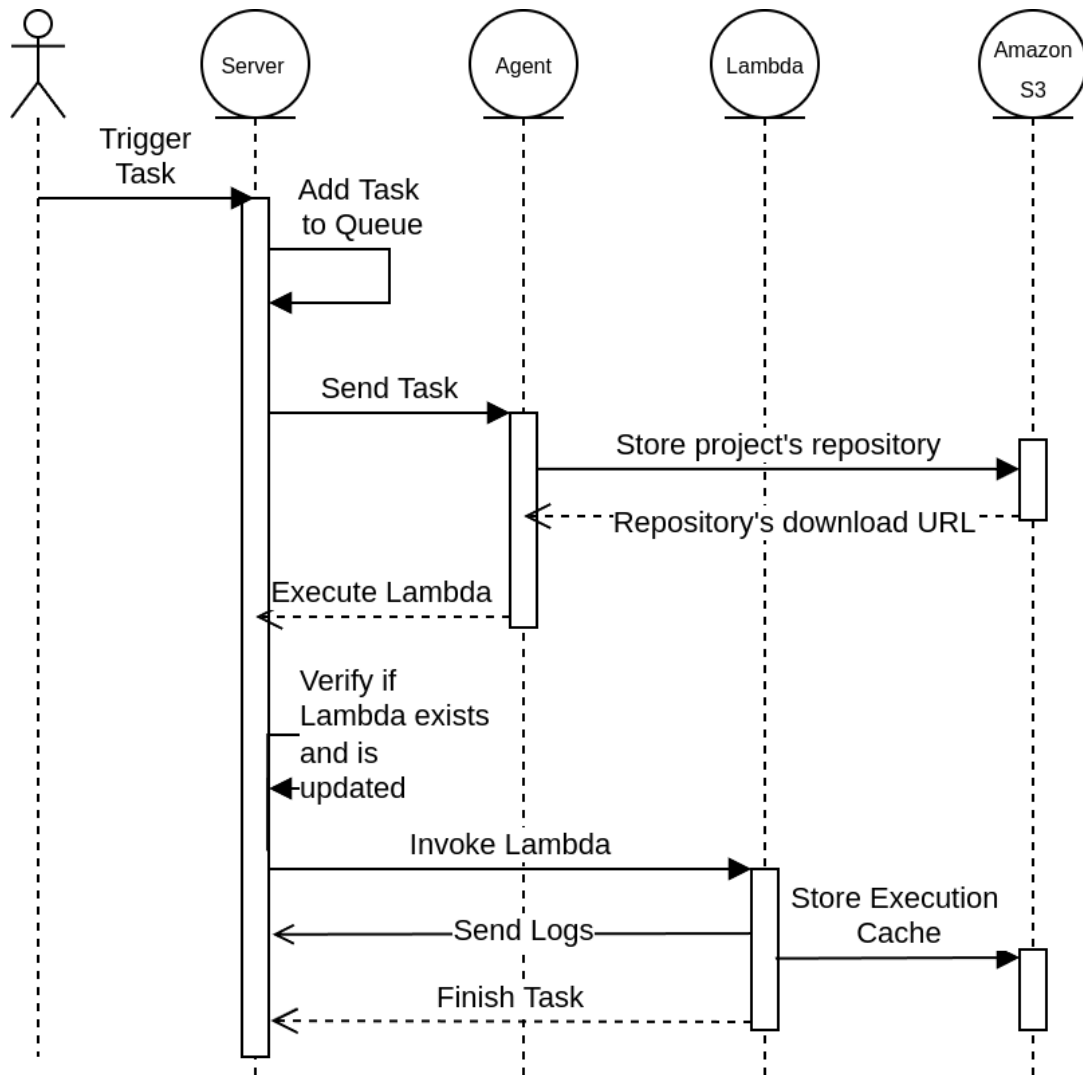 Server
Agent
Lambda
Amazon
S3
Trigger
Task
Add Task
to Queue
Send Task
Store project's repository
Repository's download URL
Execute Lambda
Verify if
Lambda exists
and is
updated
Invoke Lambda
Store Execution
Cache
Send Logs
Finish Task